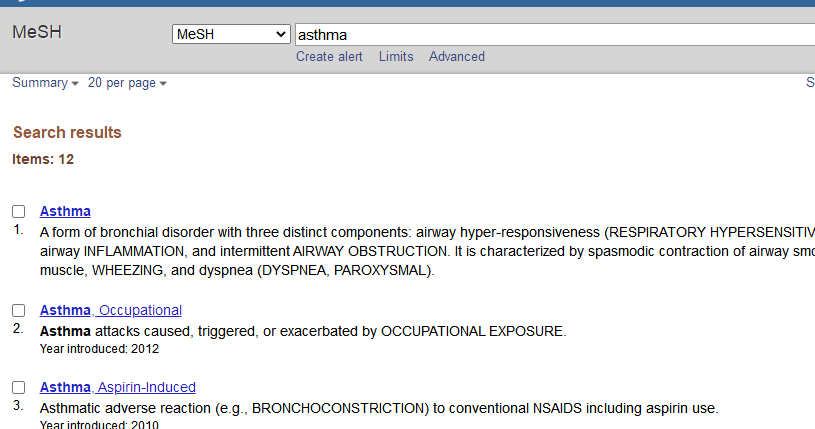 MeSH
MeSH
asthma
Create alert Limits Advanced
Summary 20 per page
Search results
Items: 12
Asthma
1.
A form of bronchial disorder with three distinct components: airway hyper-responsiveness (RESPIRATORY HYPERSENSITIV
airway INFLAMMATION, and intermittent AIRWAY OBSTRUCTION. It is characterized by spasmodic contraction of airway smo
muscle, WHEEZING, and dyspnea (DYSPNEA, PAROXYSMAL).
Asthma, Occupational
2.
Asthma attacks caused, triggered, or exacerbated by OCCUPATIONAL EXPOSURE.
Year introduced: 2012
Asthma, Aspirin-Induced
3.
Asthmatic adverse reaction (e.g., BRONCHOCONSTRICTION) to conventional NSAIDS including aspirin use.
Year introduced: 2010